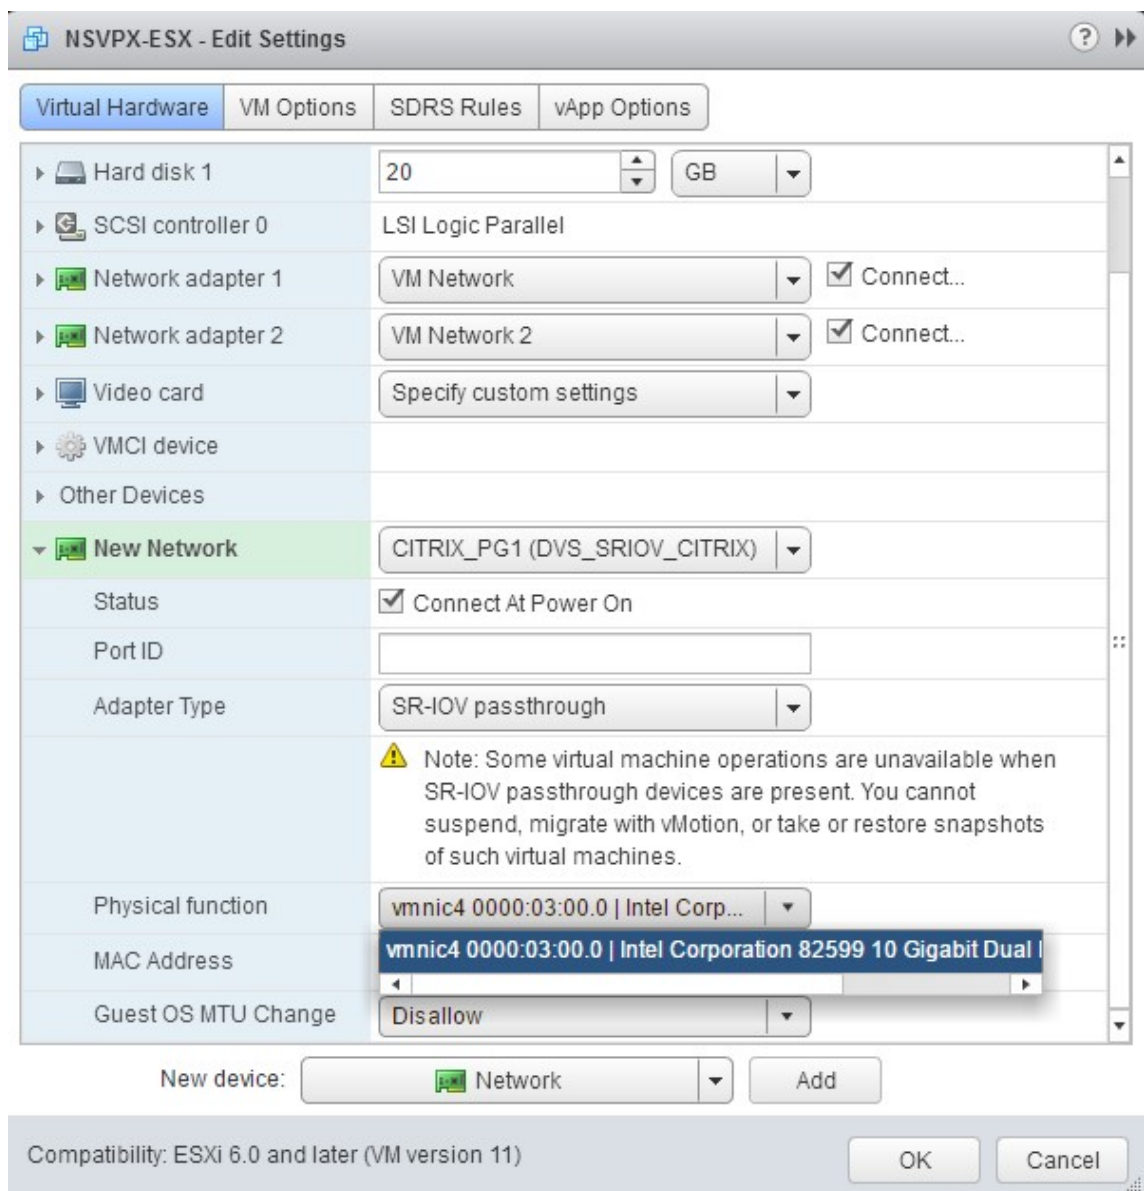 NSVPX-ESX - Edit Settings ?
Virtual Hardware VM Options SDRS Rules vApp Options
Hard disk 1 20 GB
SCSI controller 0 LSI Logic Parallel
Network adapter 1 VM Network Connect...
Network adapter 2 VM Network 2 Connect...
Video card Specify custom settings
VMCI device
Other Devices
New Network CITRIX_PG1 (DVS_SRIOV_CITRIX)
Status Connect At Power On
Port ID
Adapter Type SR-IOV passthrough
Note: Some virtual machine operations are unavailable when
SR-IOV passthrough devices are present. You cannot
suspend, migrate with vMotion, or take or restore snapshots
of such virtual machines.
Physical function vmnic4 0000:03:00.0 | Intel Corp...
vmnic4 0000:03:00.0 | Intel Corporation 82599 10 Gigabit Dual
MAC Address
Guest OS MTU Change Disallow
New device: Network Add
Compatibility: ESXi 6.0 and later (VM version 11) OK Cancel